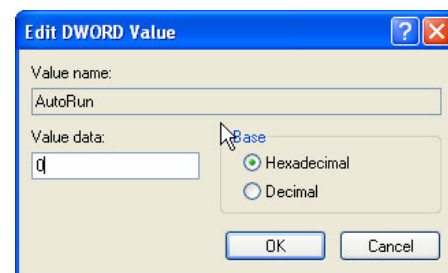 Edit DWORD Value
Value name:
AutoRun
Value data:
0
Base
Hexadecimal
Decimal
OK
Cancel